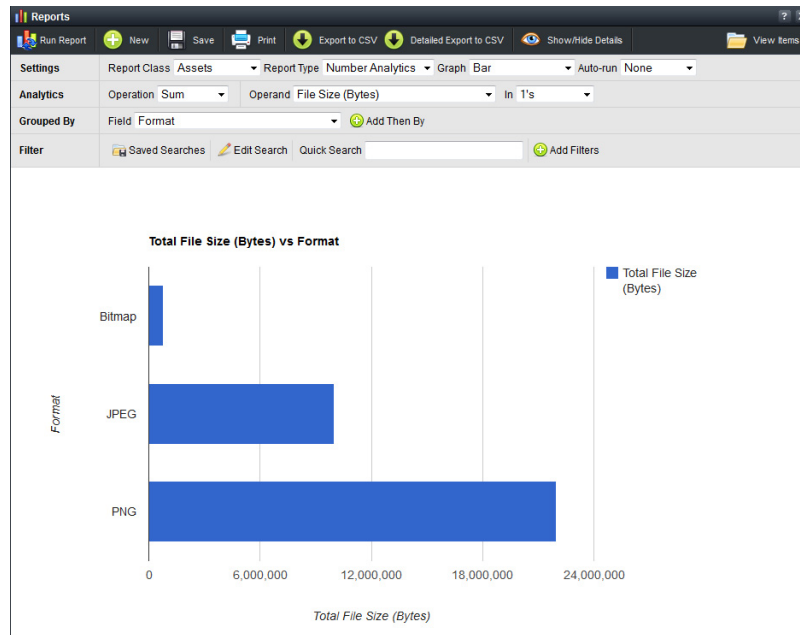 Reports ?
Run Report New Save Print Export to CSV Detailed Export to CSV Show/Hide Details View Items
Settings Report Class Assets Report Type Number Analytics Graph Bar Auto-run None
Analytics Operation Sum Operand File Size (Bytes) In 1's
Grouped By Field Format Add Then By
Filter Saved Searches Edit Search Quick Search Add Filters
Total File Size (Bytes) vs Format
Total File Size
(Bytes)
Bitmap
JPEG
Format
PNG
0 6,000,000 12,000,000 18,000,000 24,000,000
Total File Size (Bytes)